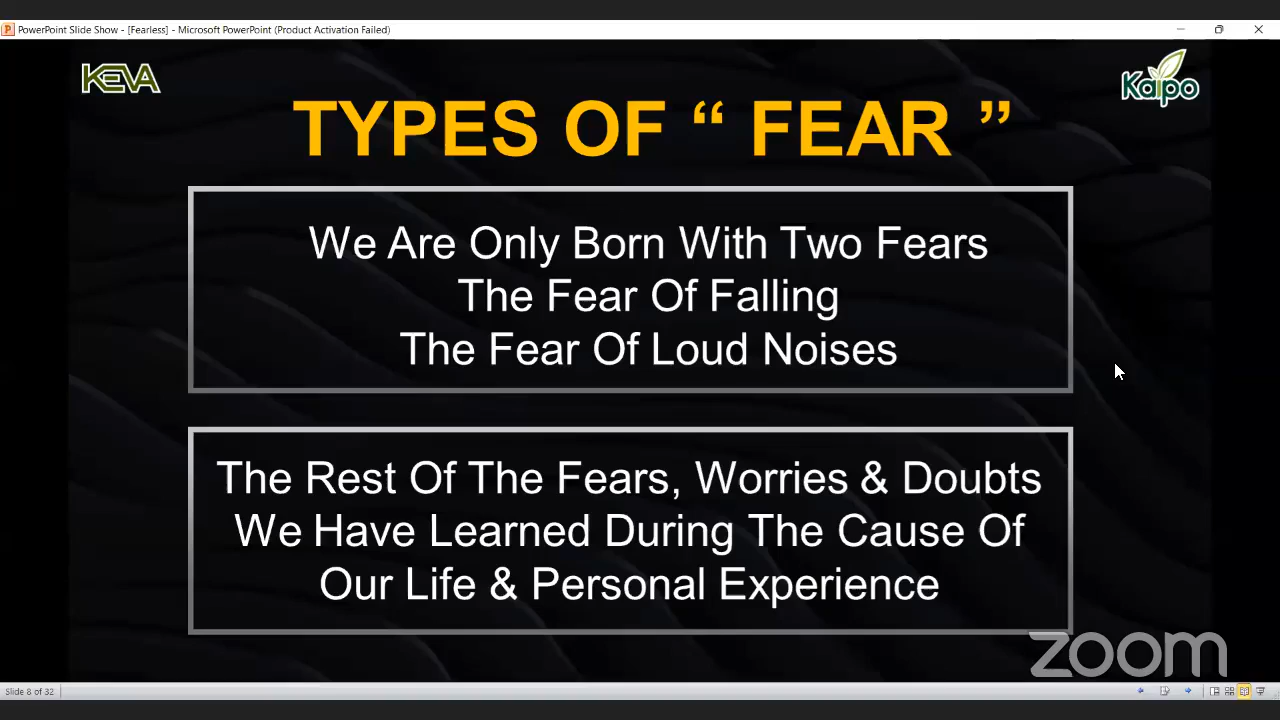 PowerPoint Slide Show - [Fearless] - Microsoft PowerPoint (Product Activation Failed)
KEVA
Kaipo
TYPES OF “ FEAR ”
We Are Only Born With Two Fears
The Fear Of Falling
The Fear Of Loud Noises
The Rest Of The Fears, Worries & Doubts
We Have Learned During The Cause Of
Our Life & Personal Experience
zoom
Slide 8 of 32